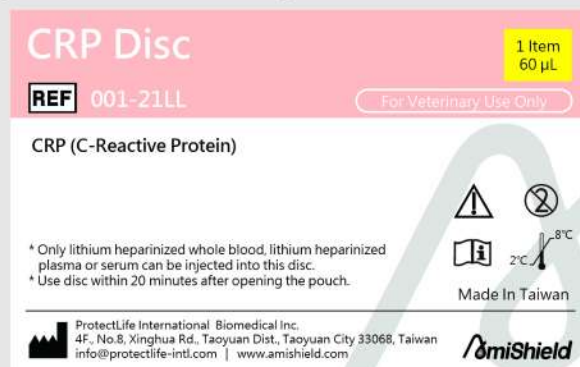 CRP Disc
1 Item
60 µL
REF 001-21LL
For Veterinary Use Only
CRP (C-Reactive Protein)
* Only lithium heparinized whole blood, lithium heparinized
plasma or serum can be injected into this disc.
* Use disc within 20 minutes after opening the pouch.
2
i
8°C
2°C
Made In Taiwan
ProtectLife International Biomedical Inc.
4F., No.8, Xinghua Rd., Taoyuan Dist., Taoyuan City 33068, Taiwan
info@protectlife-intl.com | www.amishield.com
AmiShield